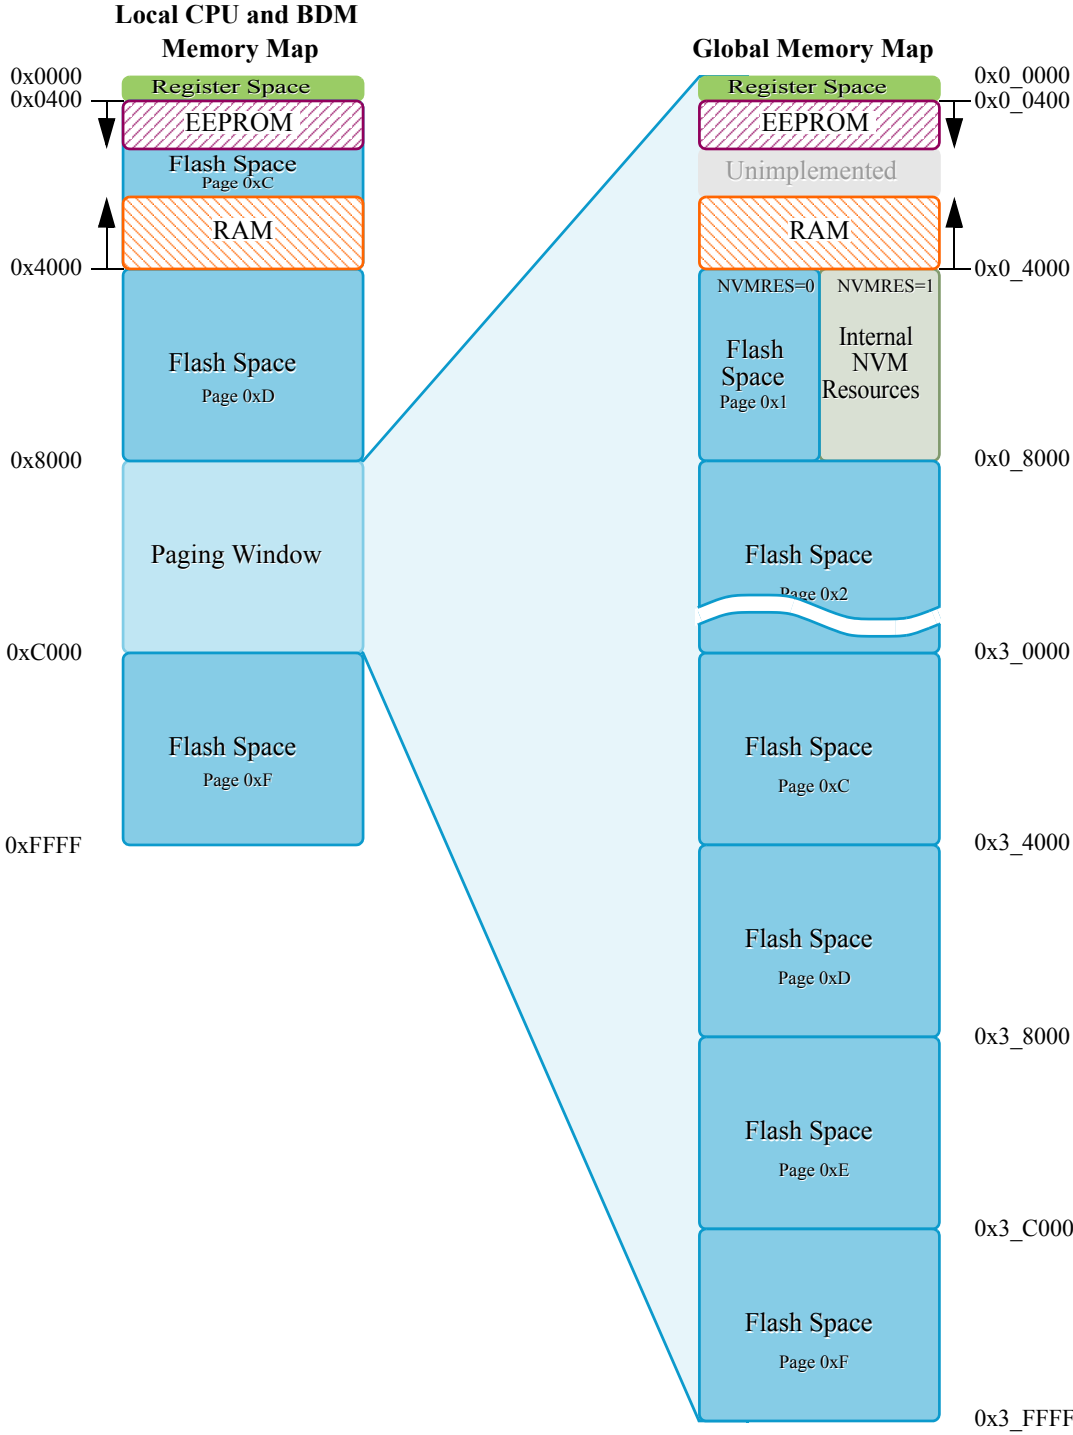 Local CPU and BDM
Memory Map
0x0000
0x0400
0x4000
0x8000
0xC000
0xFFFF
Register Space
EEPROM
Flash Space
Page 0xC
RAM
Flash Space
Page 0xD
Paging Window
Flash Space
Page 0xF
Global Memory Map
Register Space
EEPROM
Unimplemented
RAM
NVMRES=0
Flash
Space
Page 0x1
NVMRES=1
Internal
NVM
Resources
Flash Space
Page 0x2
Flash Space
Page 0xC
Flash Space
Page 0xD
Flash Space
Page 0xE
Flash Space
Page 0xF
0x0_0000
0x0_0400
0x0_4000
0x0_8000
0x3_0000
0x3_4000
0x3_8000
0x3_C000
0x3_FFFF